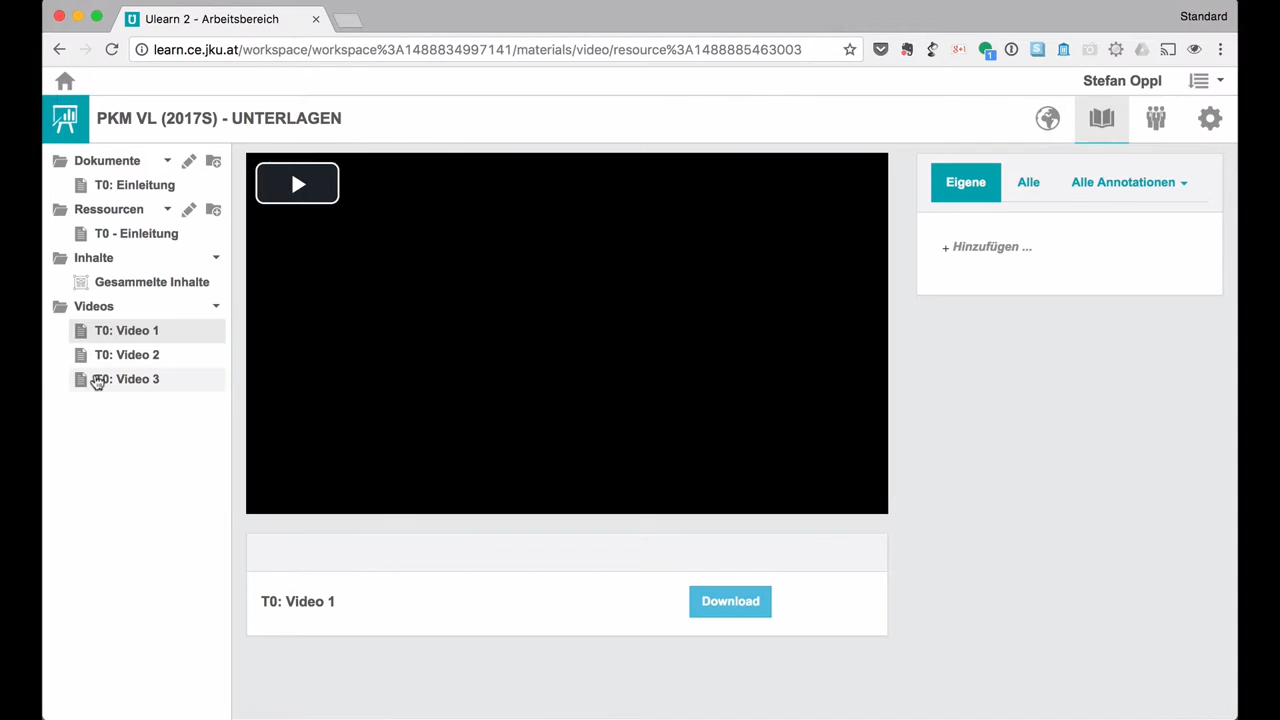 Ulearn 2 - Arbeitsbereich
Standard
learn.ce.jku.at/workspace/workspace%3A1488834997141/materials/video/resource%3A1488885463003
1
Stefan Oppl
PKM VL (2017S) - UNTERLAGEN
Dokumente
T0: Einleitung
Ressourcen
T0 - Einleitung
Inhalte
Gesammelte Inhalte
Videos
T0: Video 1
T0: Video 2
T0: Video 3
Eigene Alle Alle Annotationen
+ Hinzufügen ...
T0: Video 1
Download